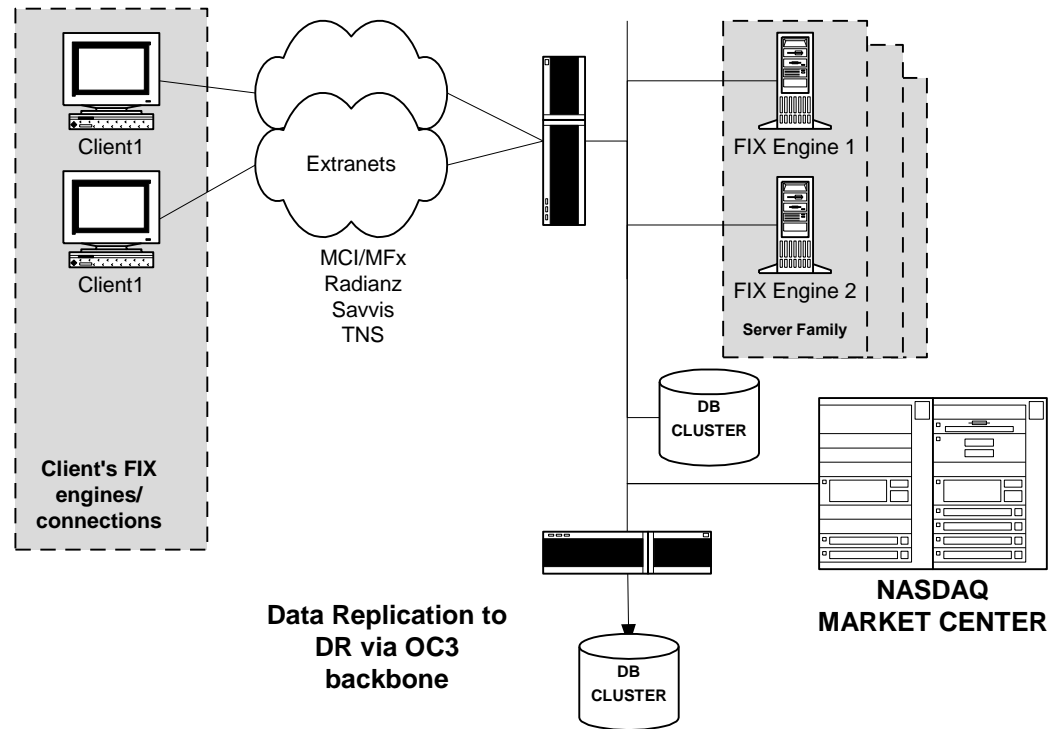 Client1
Client1
Client's FIX
engines/
connections
Extranets
MCI/MFx
Radianz
Savvis
TNS
FIX Engine 1
FIX Engine 2
Server Family
DB
CLUSTER
NASDAQ
MARKET CENTER
Data Replication to
DR via OC3
backbone
DB
CLUSTER